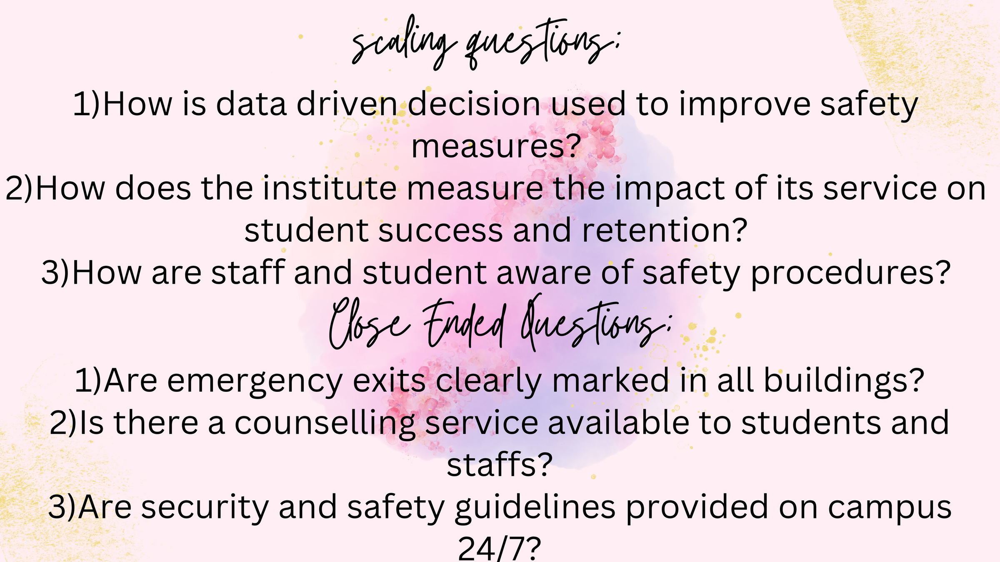 scaling questions:
1)How is data driven decision used to improve safety
measures?
2)How does the institute measure the impact of its service on
student success and retention?
3)How are staff and student aware of safety procedures?
Close Ended Questions:
1)Are emergency exits clearly marked in all buildings?
2)Is there a counselling service available to students and
staffs?
3)Are security and safety guidelines provided on campus
24/7?